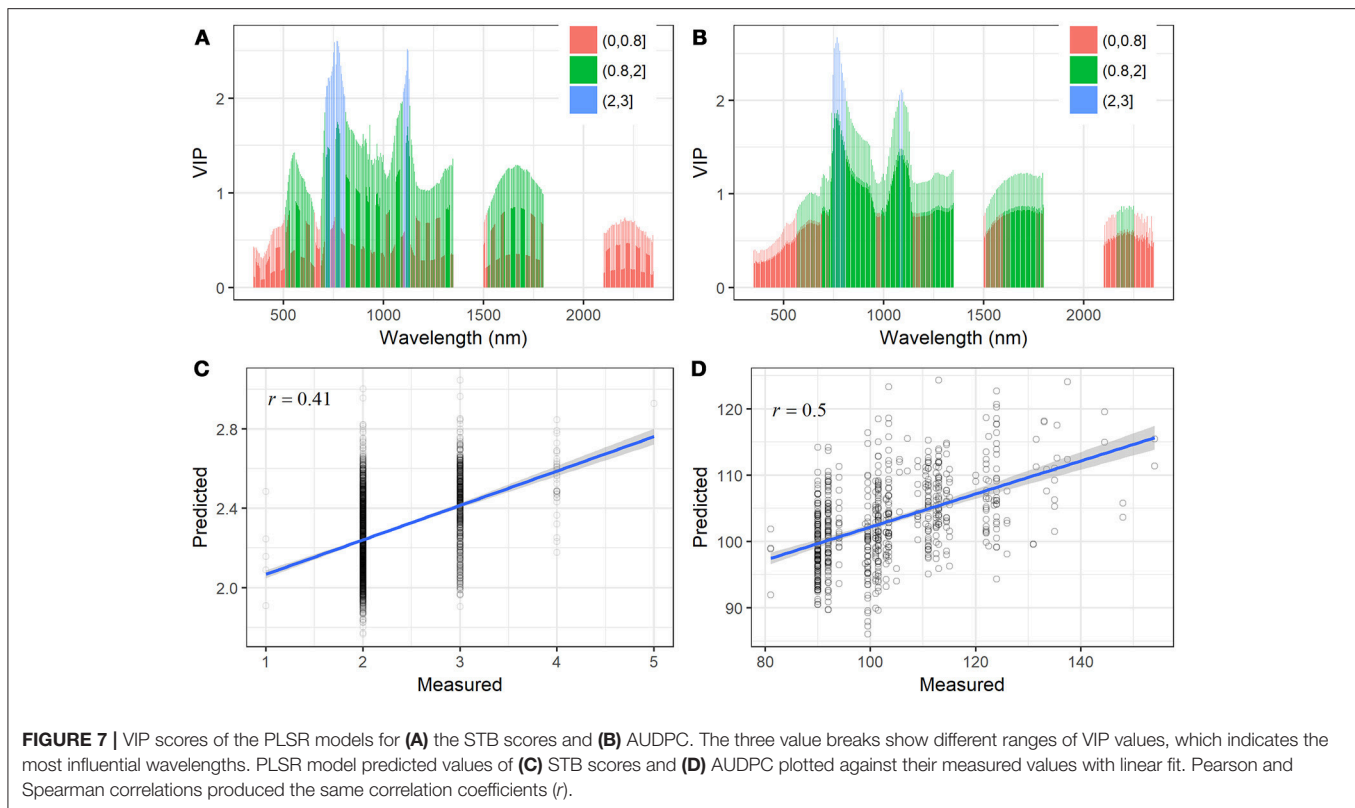 A
(0,0.8]
(0.8,2]
(2,3]
2
1
0
VIP
500 1000 1500 2000
Wavelength (nm)
B
(0,0.8]
(0.8,2]
(2,3]
2
1
0
VIP
500 1000 1500 2000
Wavelength (nm)
C
r = 0.41
2.8
2.4
2.0
Predicted
1 2 3 4 5
Measured
D
r = 0.5
120
110
100
90
Predicted
80 100 120 140
Measured
FIGURE 7 | VIP scores of the PLSR models for (A) the STB scores and (B) AUDPC. The three value breaks show different ranges of VIP values, which indicates the
most influential wavelengths. PLSR model predicted values of (C) STB scores and (D) AUDPC plotted against their measured values with linear fit. Pearson and
Spearman correlations produced the same correlation coefficients (r).